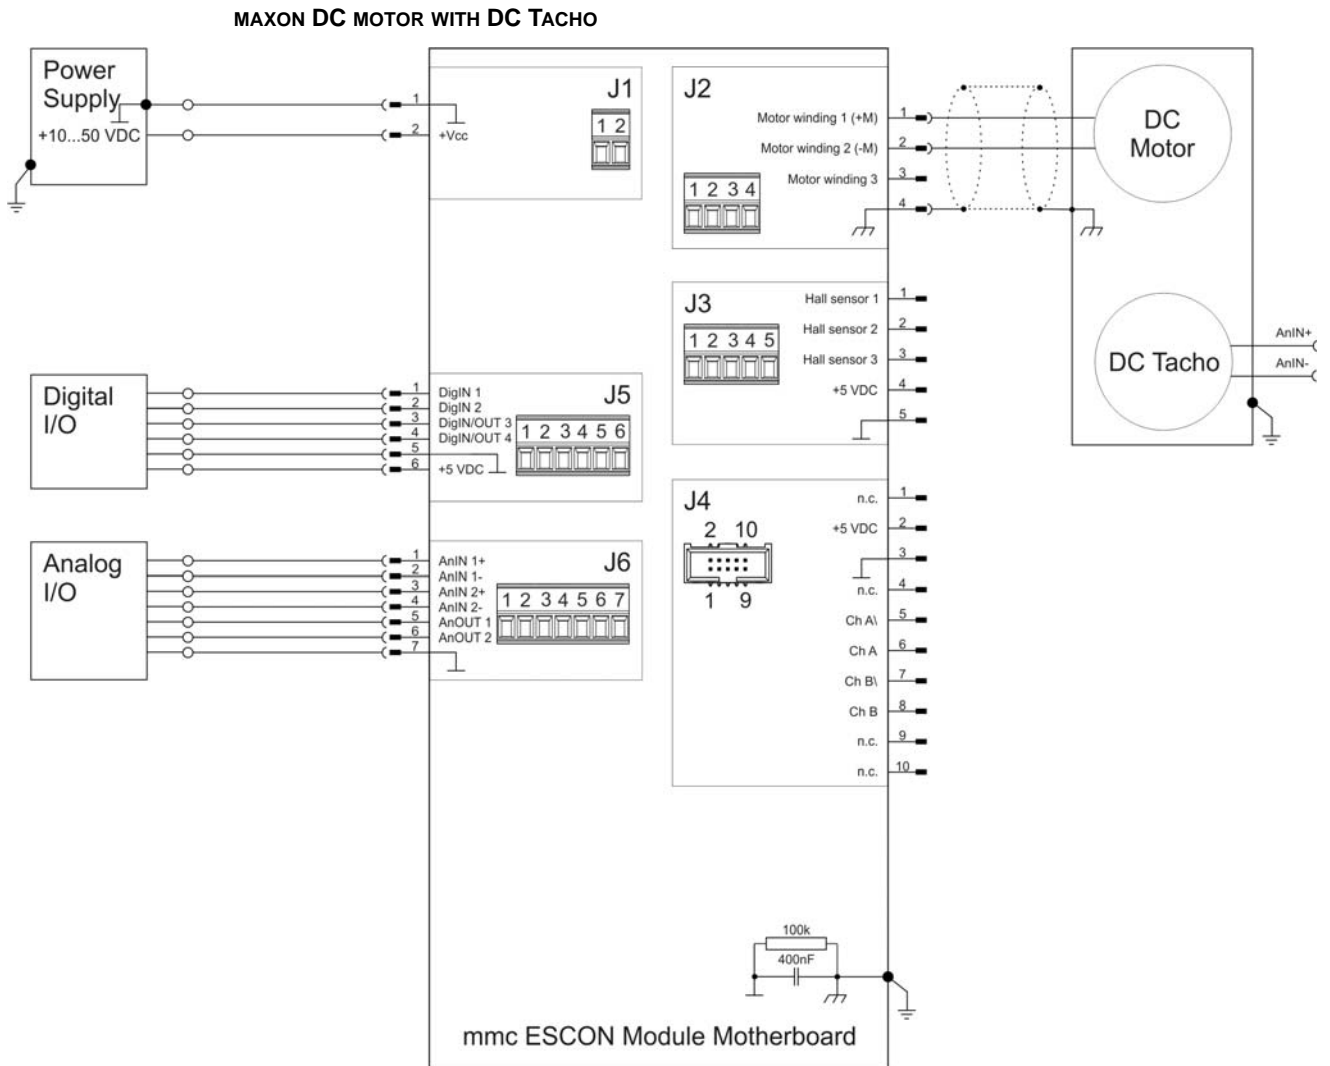 MAXON DC MOTOR WITH DC TACHO
Power
Supply
+10...50 VDC
1
2
+Vcc
J1
1 2
J2
Motor winding 1 (+M)
1
Motor winding 2 (-M)
2
Motor winding 3
3
4
1 2 3 4
DC
Motor
J3
1 2 3 4 5
Hall sensor 1
1
Hall sensor 2
2
Hall sensor 3
3
+5 VDC
4
5
DC Tacho
AnIN+
AnIN-
Digital
I/O
1
DigIN 1
2
DigIN 2
3
DigIN/OUT 3
4
DigIN/OUT 4
5
6
+5 VDC
J5
1 2 3 4 5 6
J4
2 10
1 9
n.c.
1
+5 VDC
2
3
n.c.
4
Ch A\
5
Ch A
6
Ch B\
7
Ch B
8
n.c.
9
n.c.
10
Analog
I/O
1
AnIN 1+
2
AnIN 1-
3
AnIN 2+
4
AnIN 2-
5
AnOUT 1
6
AnOUT 2
7
J6
1 2 3 4 5 6 7
100k
400nF
mmc ESCON Module Motherboard